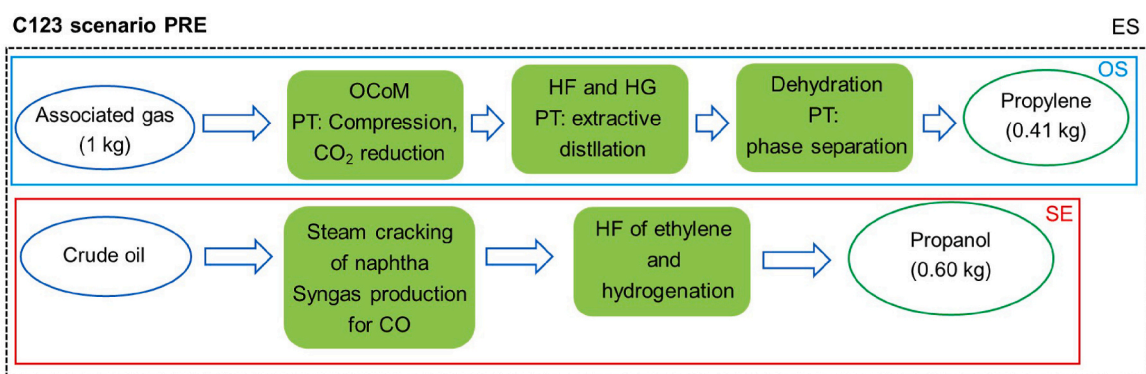 C123 scenario PRE
ES
OS
Associated gas
(1 kg)
OCoM
PT: Compression,
CO₂ reduction
HF and HG
PT: extractive
distllation
Dehydration
PT:
phase separation
Propylene
(0.41 kg)
SE
Crude oil
Steam cracking
of naphtha
Syngas production
for CO
HF of ethylene
and
hydrogenation
Propanol
(0.60 kg)